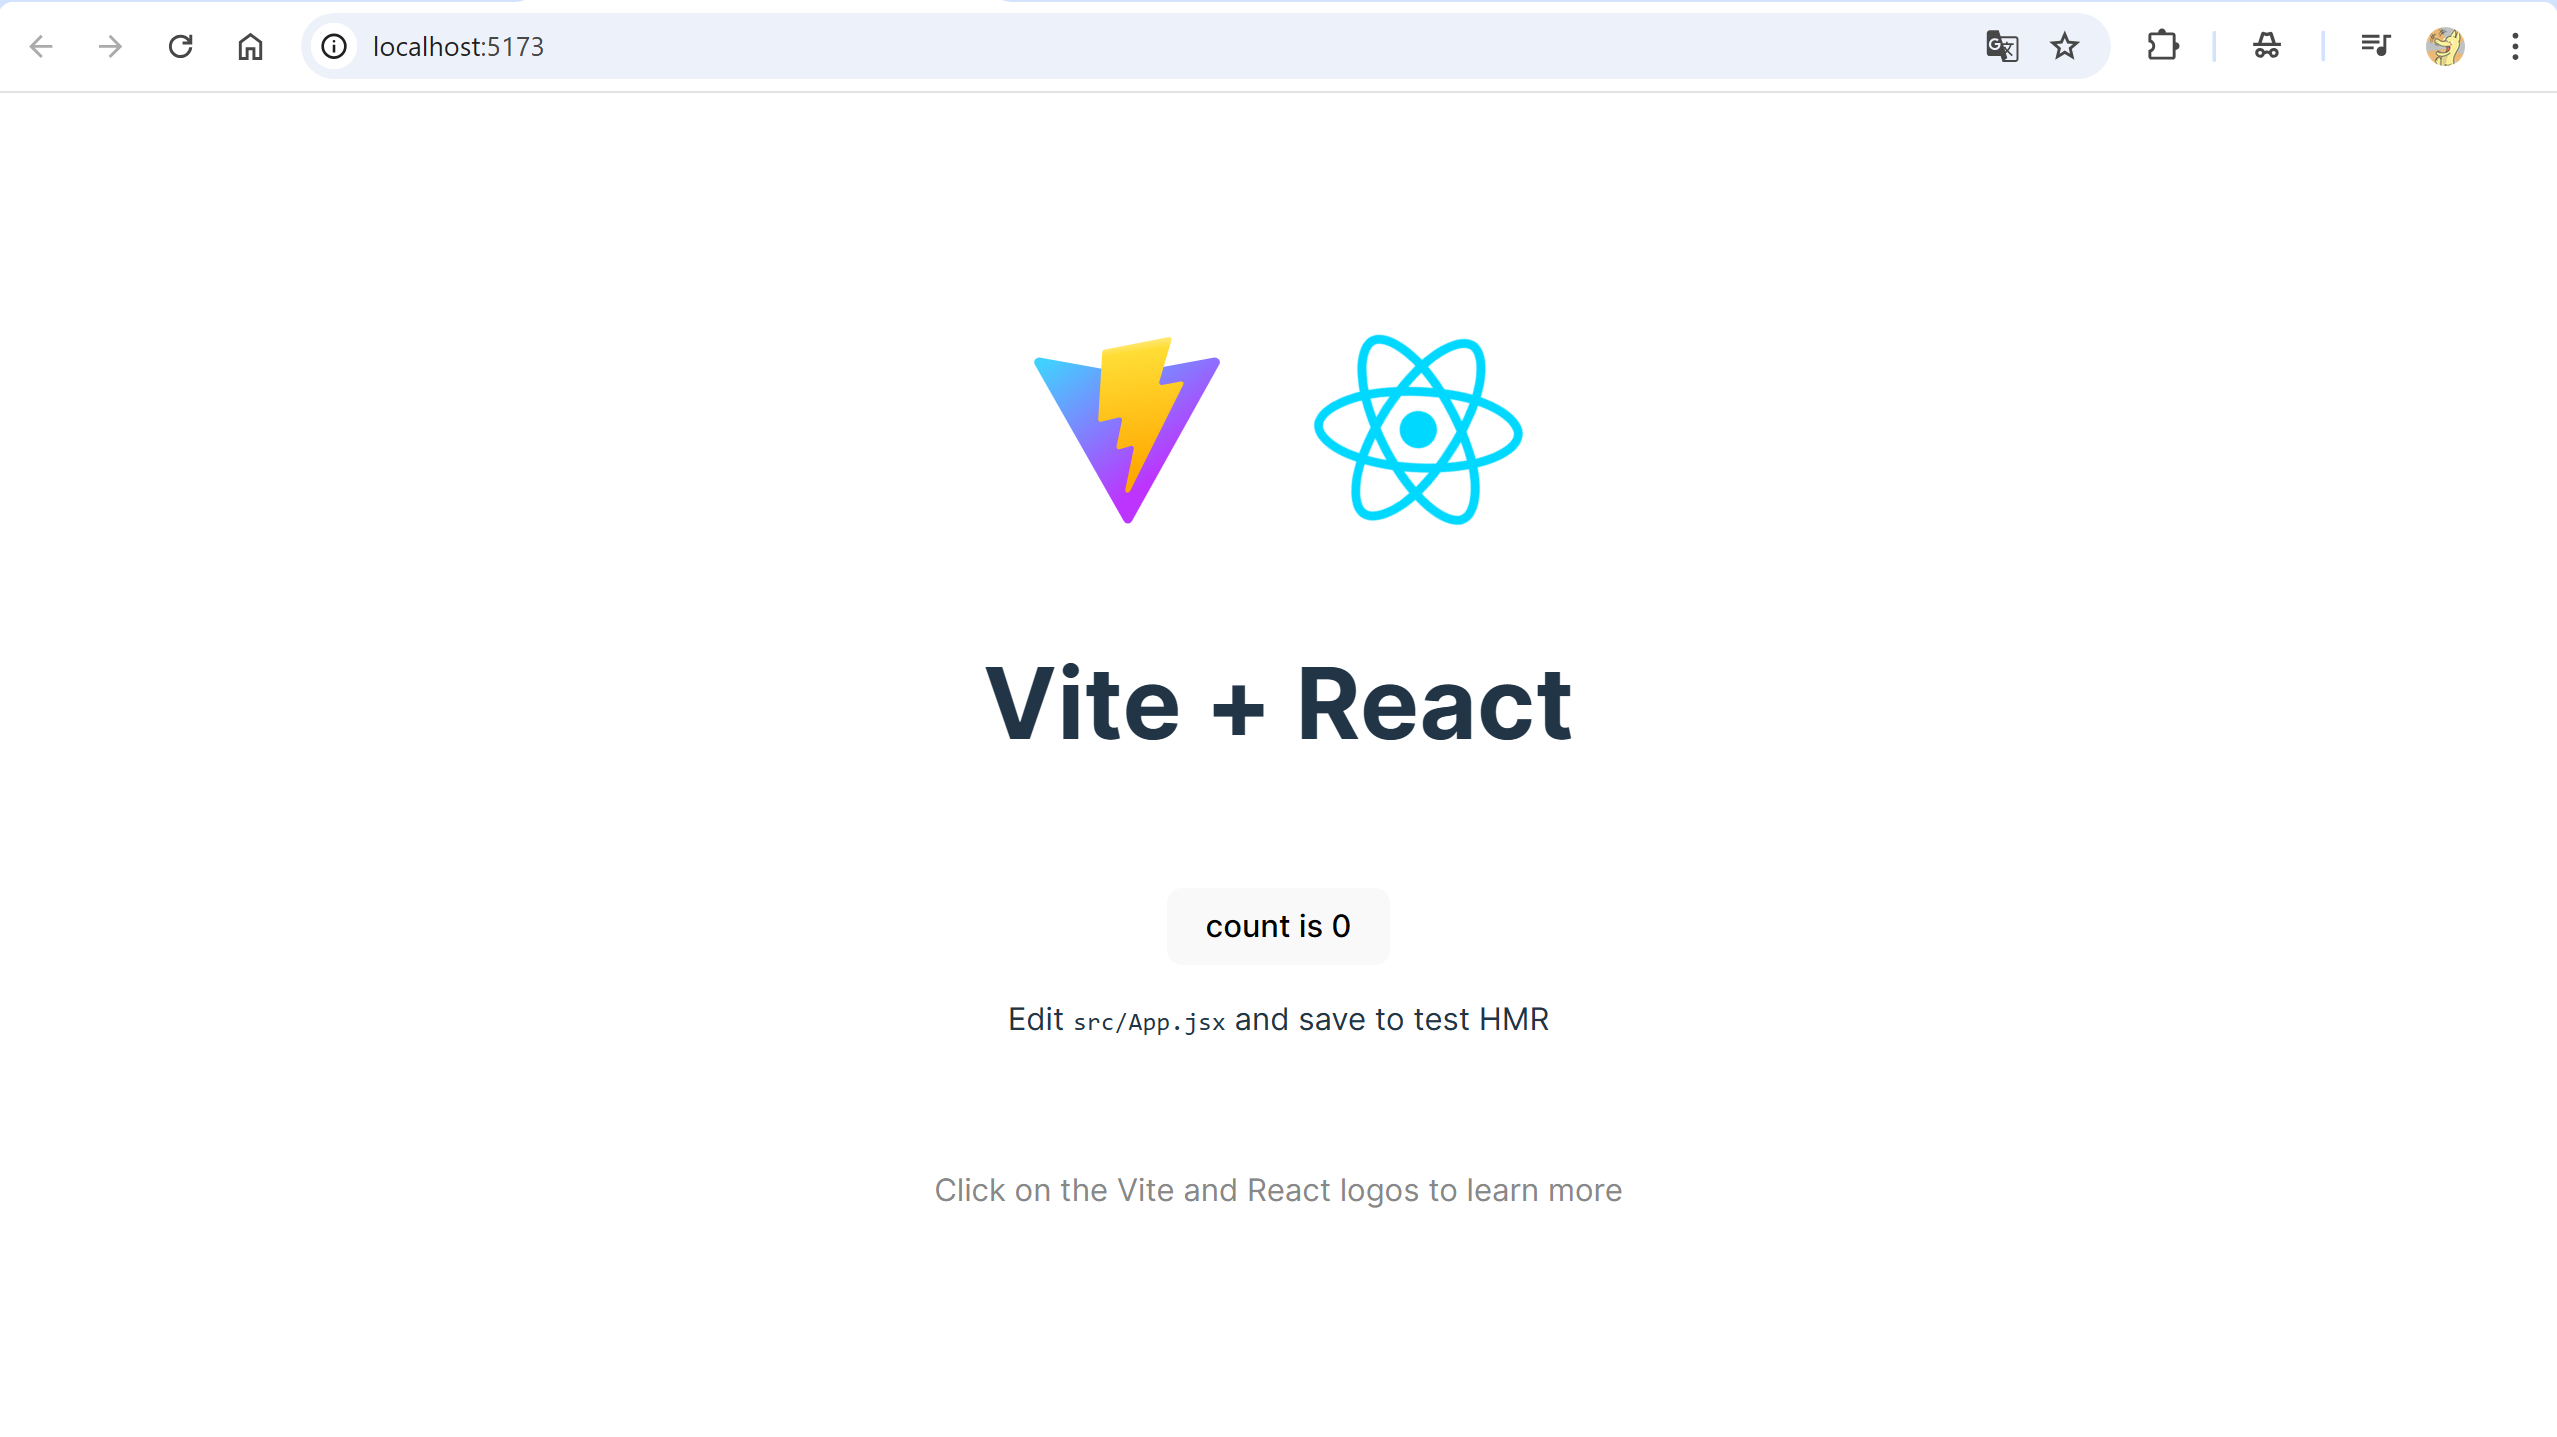 localhost:5173
Vite + React
count is 0
Edit src/App.jsx and save to test HMR
Click on the Vite and React logos to learn more